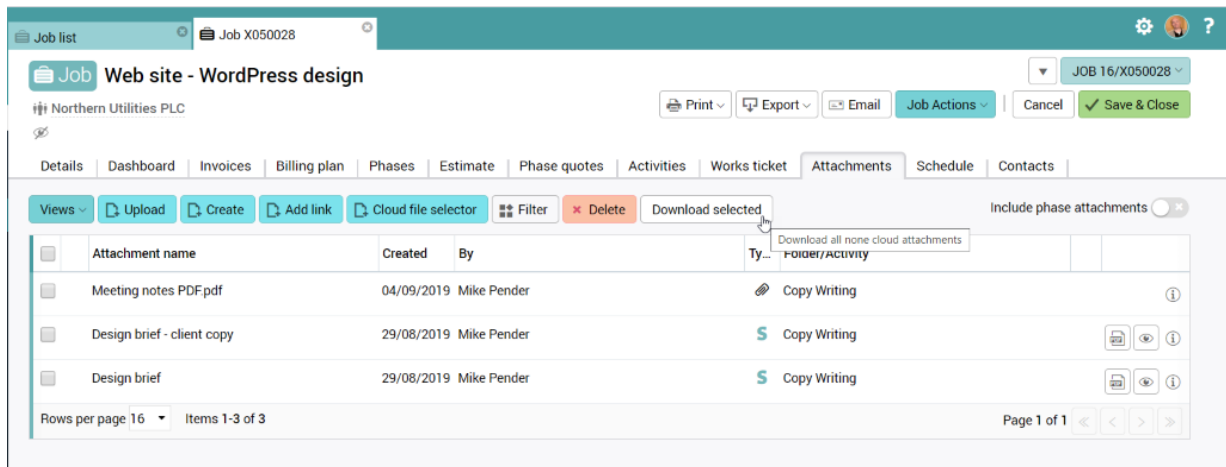 Job list
Job X050028
?
Job Web site - WordPress design
JOB 16/X050028
Northern Utilities PLC
Print Export Email Job Actions Cancel Save & Close
Details Dashboard Invoices Billing plan Phases Estimate Phase quotes Activities Works ticket Attachments Schedule Contacts
Views Upload Create Add link Cloud file selector Filter Delete Download selected Include phase attachments
Download all none cloud attachments
Attachment name Created By Ty... Folder/Activity
Meeting notes PDF.pdf 04/09/2019 Mike Pender Copy Writing
Design brief - client copy 29/08/2019 Mike Pender S Copy Writing
Design brief 29/08/2019 Mike Pender S Copy Writing
Rows per page 16 Items 1-3 of 3 Page 1 of 1